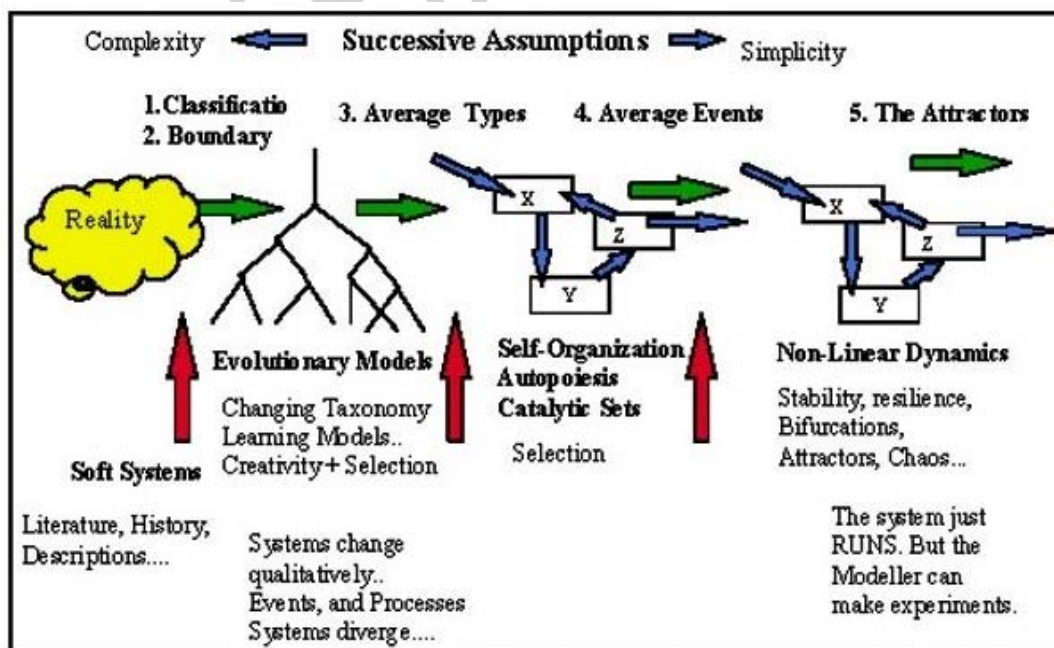 Complexity Successive Assumptions Simplicity
1. Classificatio
2. Boundary
3. Average Types
4. Average Events
5. The Attractors
Reality
X
Z
Y
X
Z
Y
Evolutionary Models
Changing Taxonomy
Learning Models..
Creativity+ Selection
Self-Organization
Autopoiesis
Catalytic Sets
Selection
Non-Linear Dynamics
Stability, resilience,
Bifurcations,
Attractors, Chaos...
Soft Systems
Literature, History,
Descriptions....
Systems change
qualitatively..
Events, and Processes
Systems diverge....
The system just
RUNS. But the
Modeller can
make experiments.